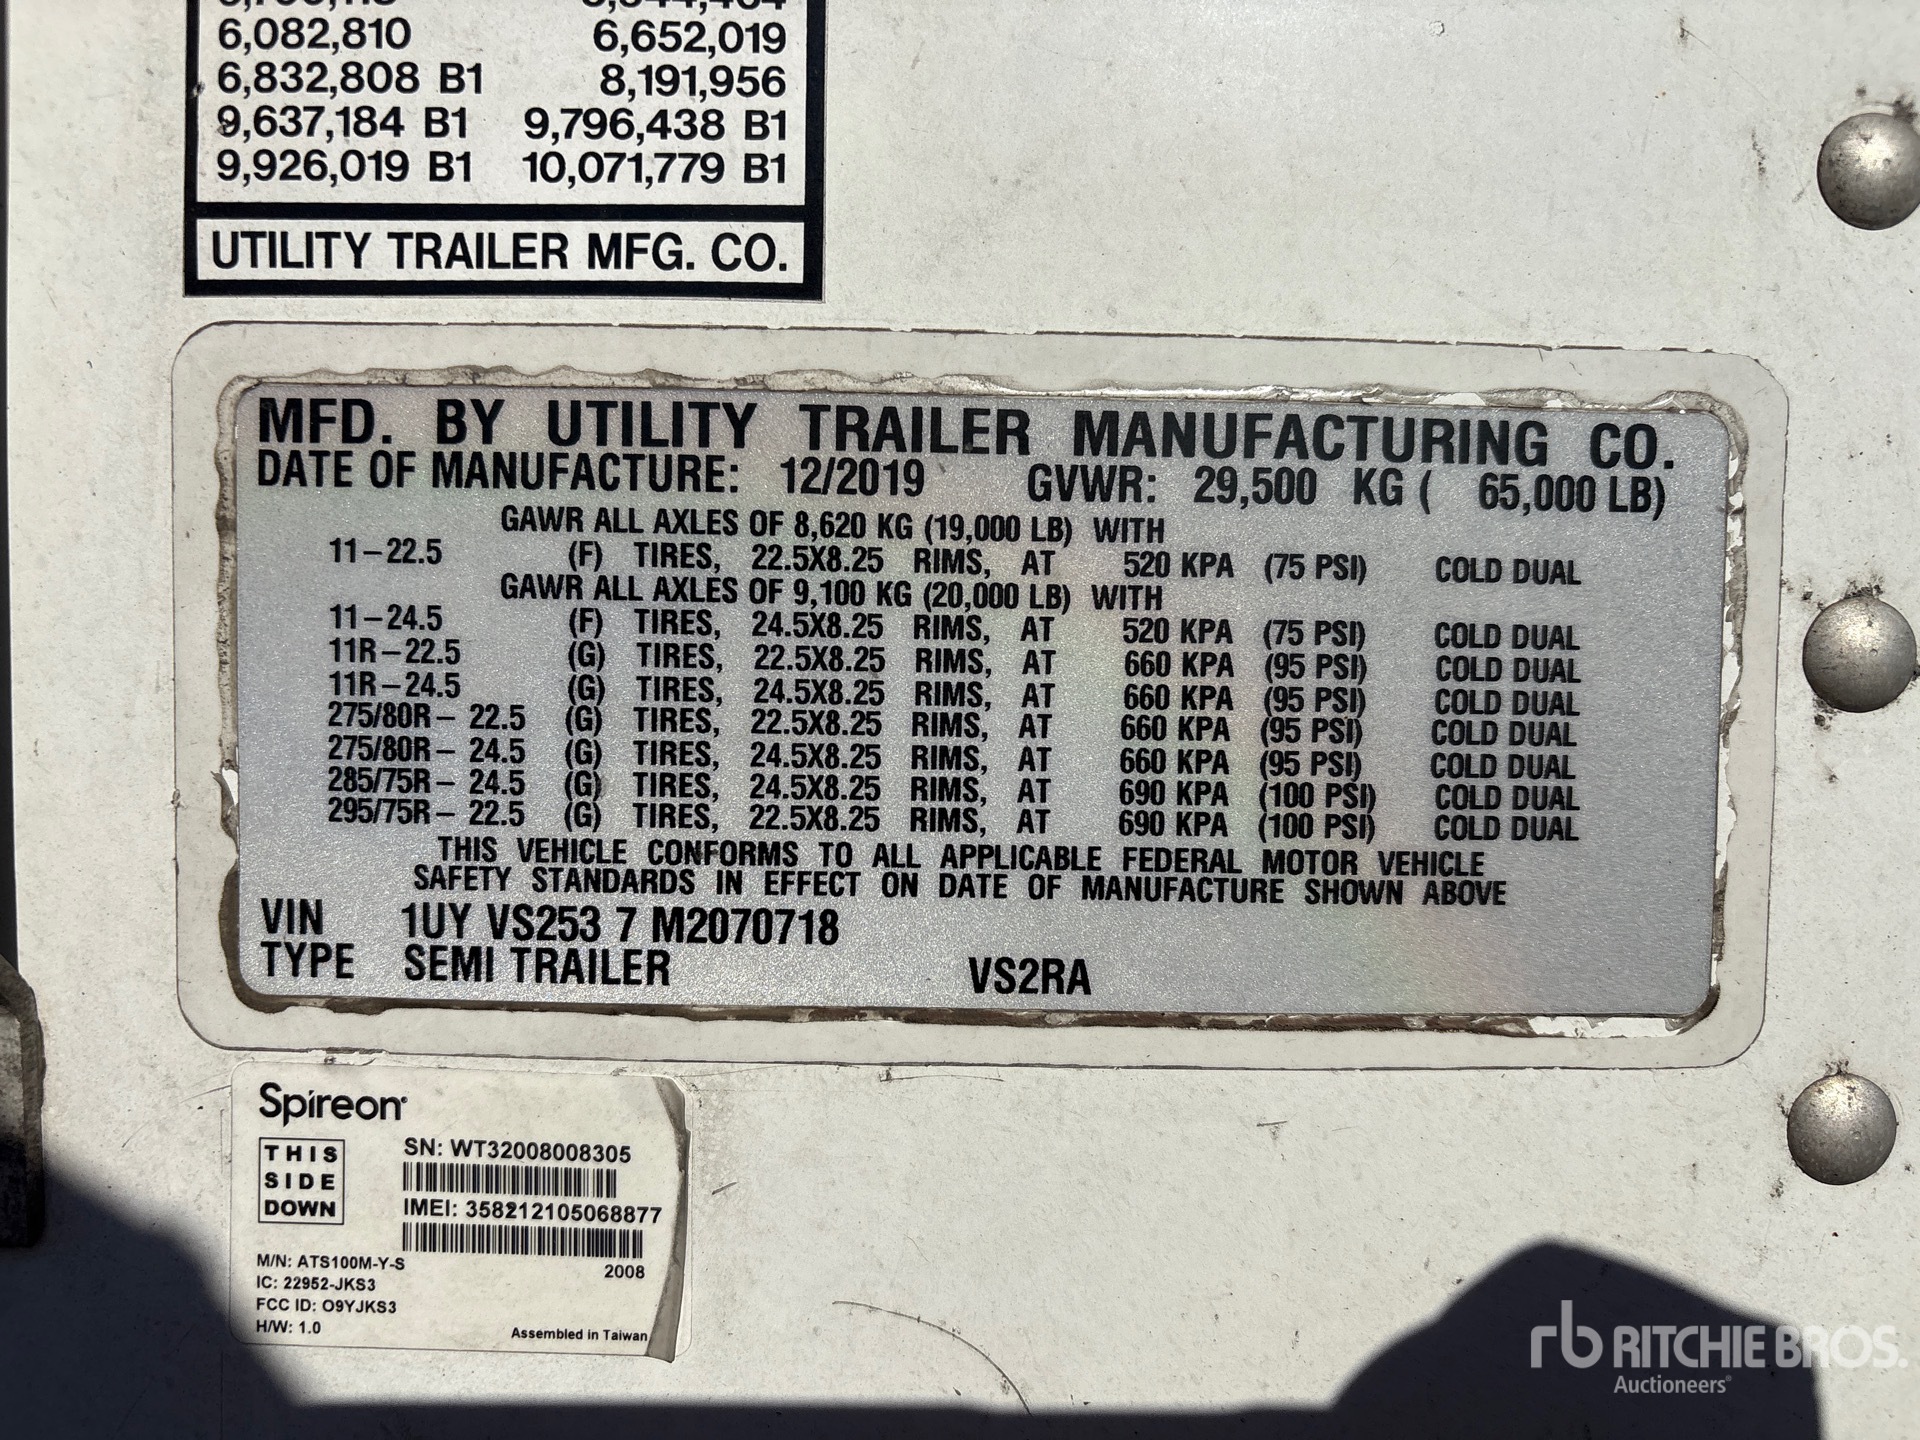 6,082,810 6,652,019
6,832,808 B1 8,191,956
9,637,184 B1 9,796,438 B1
9,926,019 B1 10,071,779 B1
UTILITY TRAILER MFG. CO.
MFD. BY UTILITY TRAILER MANUFACTURING CO.
DATE OF MANUFACTURE: 12/2019 GVWR: 29,500 KG ( 65,000 LB)
GAWR ALL AXLES OF 8,620 KG (19,000 LB) WITH
11-22.5 (F) TIRES, 22.5X8.25 RIMS, AT 520 KPA (75 PSI) COLD DUAL
GAWR ALL AXLES OF 9,100 KG (20,000 LB) WITH
11-24.5 (F) TIRES, 24.5X8.25 RIMS, AT 520 KPA (75 PSI) COLD DUAL
11R-22.5 (G) TIRES, 22.5X8.25 RIMS, AT 660 KPA (95 PSI) COLD DUAL
11R-24.5 (G) TIRES, 24.5X8.25 RIMS, AT 660 KPA (95 PSI) COLD DUAL
275/80R- 22.5 (G) TIRES, 22.5X8.25 RIMS, AT 660 KPA (95 PSI) COLD DUAL
275/80R- 24.5 (G) TIRES, 24.5X8.25 RIMS, AT 660 KPA (95 PSI) COLD DUAL
285/75R- 24.5 (G) TIRES, 24.5X8.25 RIMS, AT 690 KPA (100 PSI) COLD DUAL
295/75R- 22.5 (G) TIRES, 22.5X8.25 RIMS, AT 690 KPA (100 PSI) COLD DUAL
THIS VEHICLE CONFORMS TO ALL APPLICABLE FEDERAL MOTOR VEHICLE
SAFETY STANDARDS IN EFFECT ON DATE OF MANUFACTURE SHOWN ABOVE
VIN 1UY VS253 7 M2070718
TYPE SEMI TRAILER VS2RA
Spireon
THIS
SIDE
DOWN
SN: WT32008008305
IMEI: 358212105068877
2008
M/N: ATS100M-Y-S
IC: 22952-JKS3
FCC ID: O9YJKS3
H/W: 1.0
Assembled in Taiwan
rb RITCHIE BROS.
Auctioneers®